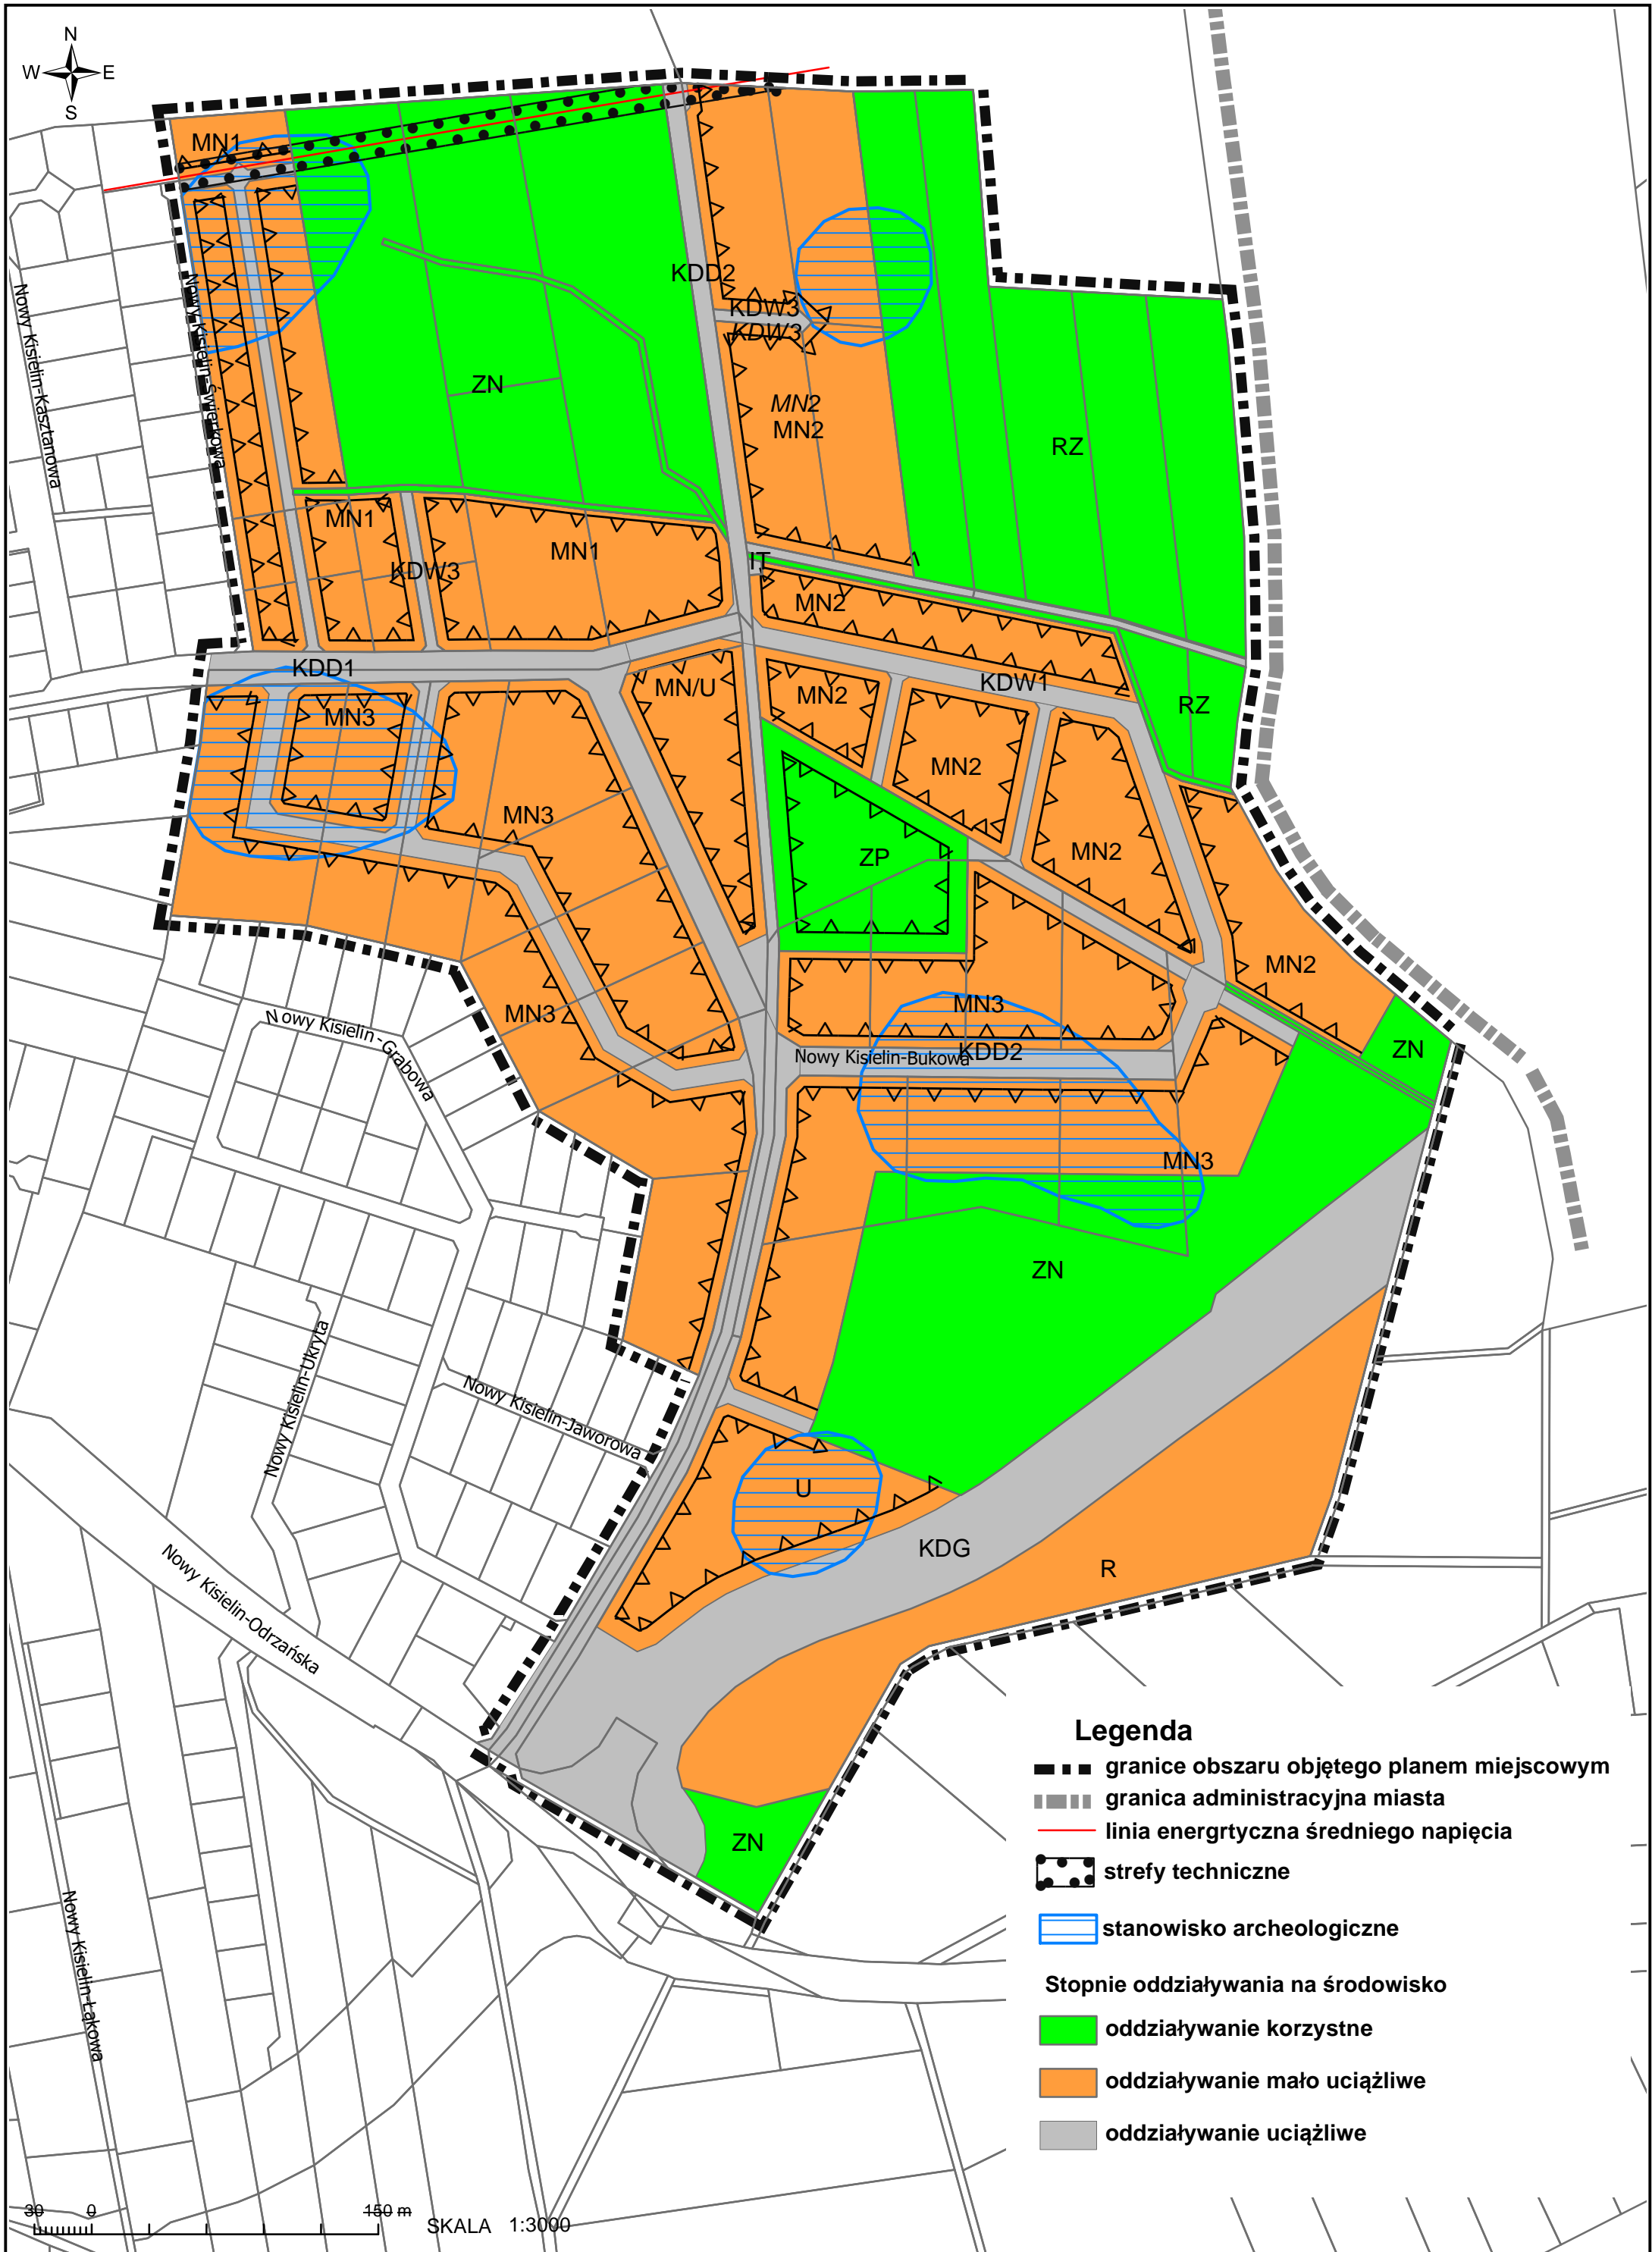 N
W E
S
MN1
KDD2
KDW3
KDW3
Nowy Kisielin-Kasztanowa
Nowy Kisielin-Świerkowa
ZN
MN2
MN2
RZ
MN1
MN1
KDW3
IT
MN2
KDD1
MN/U
MN2
KDW1
RZ
MN3
MN2
MN3
ZP
MN2
MN2
MN3
MN3
Nowy Kisielin-Grabowa
Nowy Kisielin-Bukowa
KDD2
ZN
MN3
ZN
Nowy Kisielin-Ukryta
Nowy Kisielin-Jaworowa
U
KDG
R
Nowy Kisielin-Odrzańska
ZN
Nowy Kisielin-Łąkowa
Legenda
granice obszaru objętego planem miejscowym
granica administracyjna miasta
linia energrtyczna średniego napięcia
strefy techniczne
stanowisko archeologiczne
Stopnie oddziaływania na środowisko
oddziaływanie korzystne
oddziaływanie mało uciążliwe
oddziaływanie uciążliwe
30 0 150 m
SKALA 1:3000